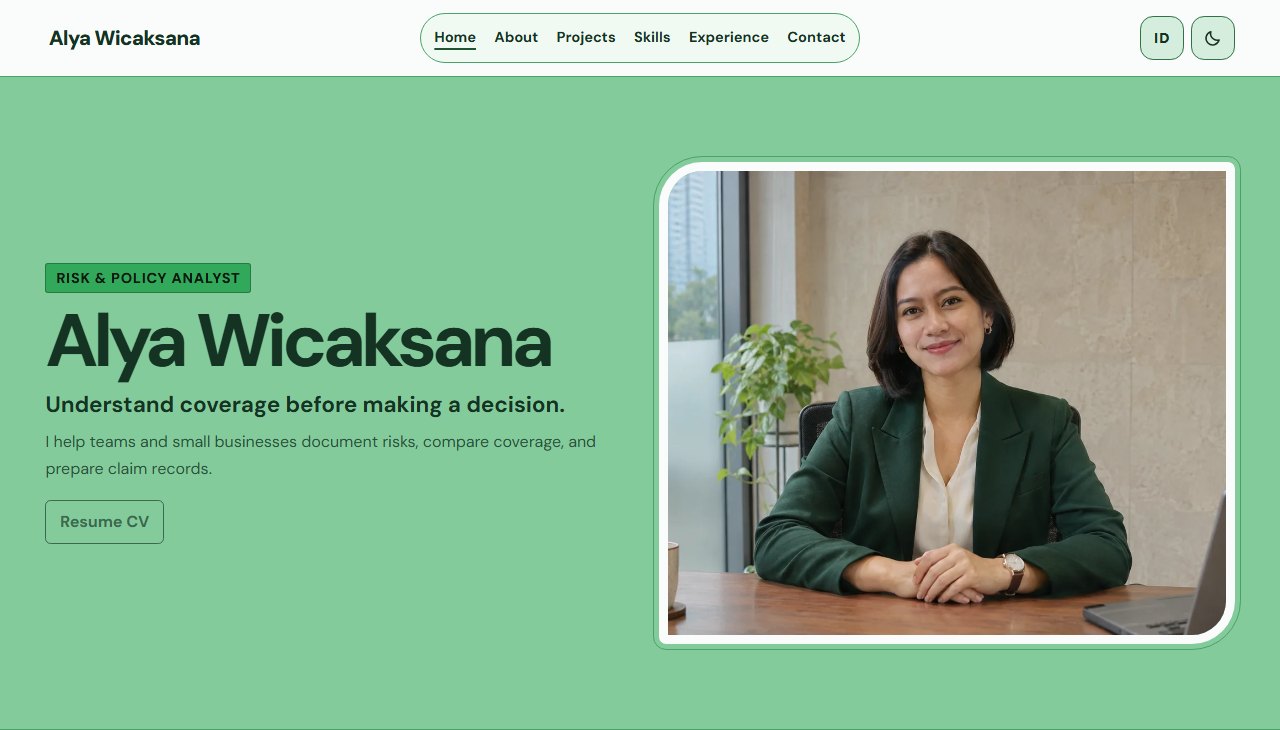 Alya Wicaksana
Home About Projects Skills Experience Contact
ID
RISK & POLICY ANALYST
Alya Wicaksana
Understand coverage before making a decision.
I help teams and small businesses document risks, compare coverage, and
prepare claim records.
Resume CV